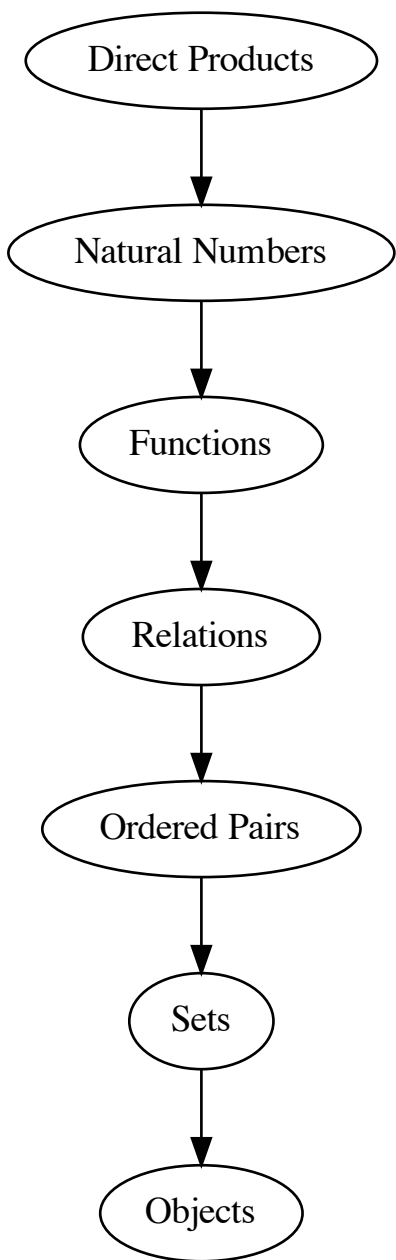 Direct Products
Natural Numbers
Functions
Relations
Ordered Pairs
Sets
Objects